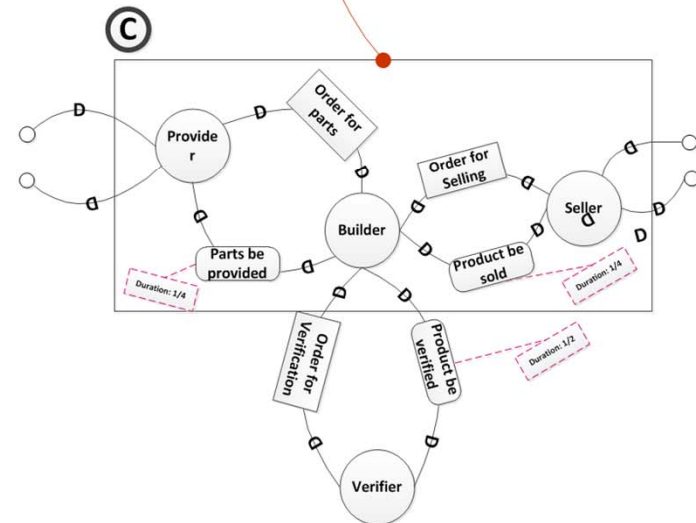 C
D
Provide
r
D
D
D
Order for
parts
D
Parts be
provided
D
Duration: 1/4
Builder
D
Order for
Selling
D
D
Product be
sold
D
Seller
D
D
D
D
Duration: 1/4
D
Order for
Verification
D
D
Product be
verified
D
Duration: 1/2
Verifier